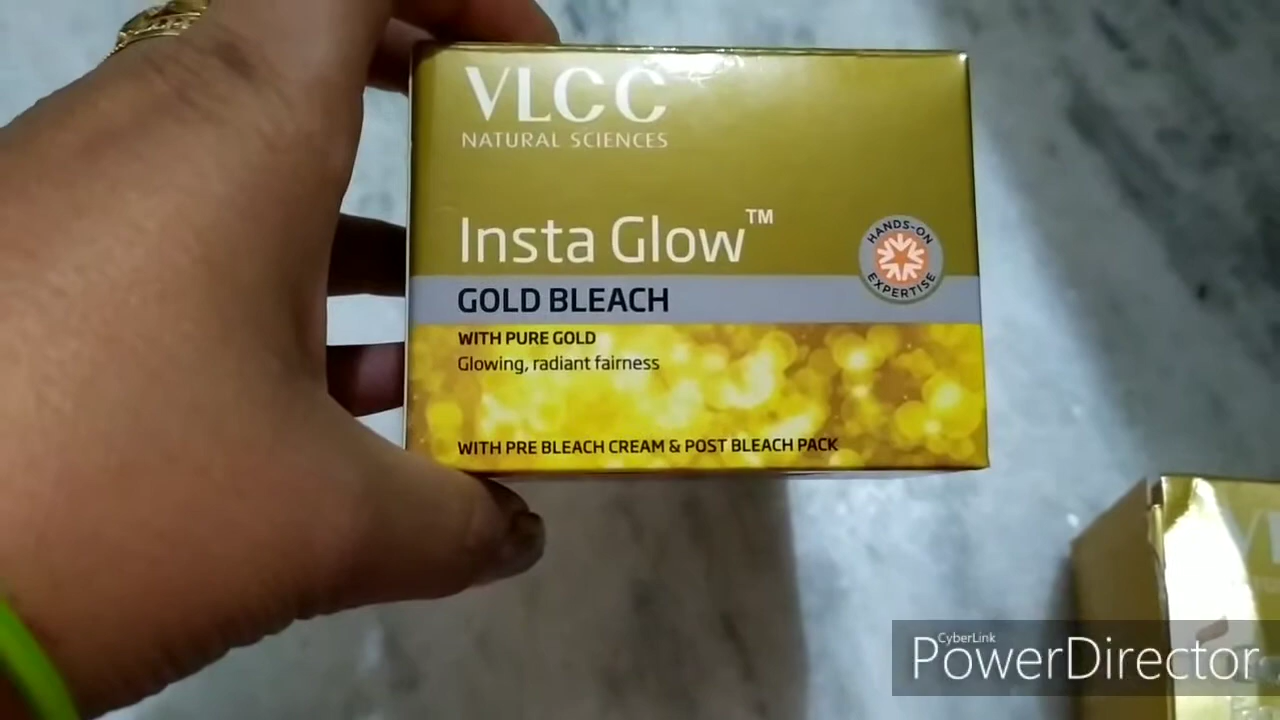 VLCC
NATURAL SCIENCES
Insta Glow™
HANDS-ON
EXPERTISE
GOLD BLEACH
WITH PURE GOLD
Glowing, radiant fairness
WITH PRE BLEACH CREAM & POST BLEACH PACK
CyberLink
PowerDirector